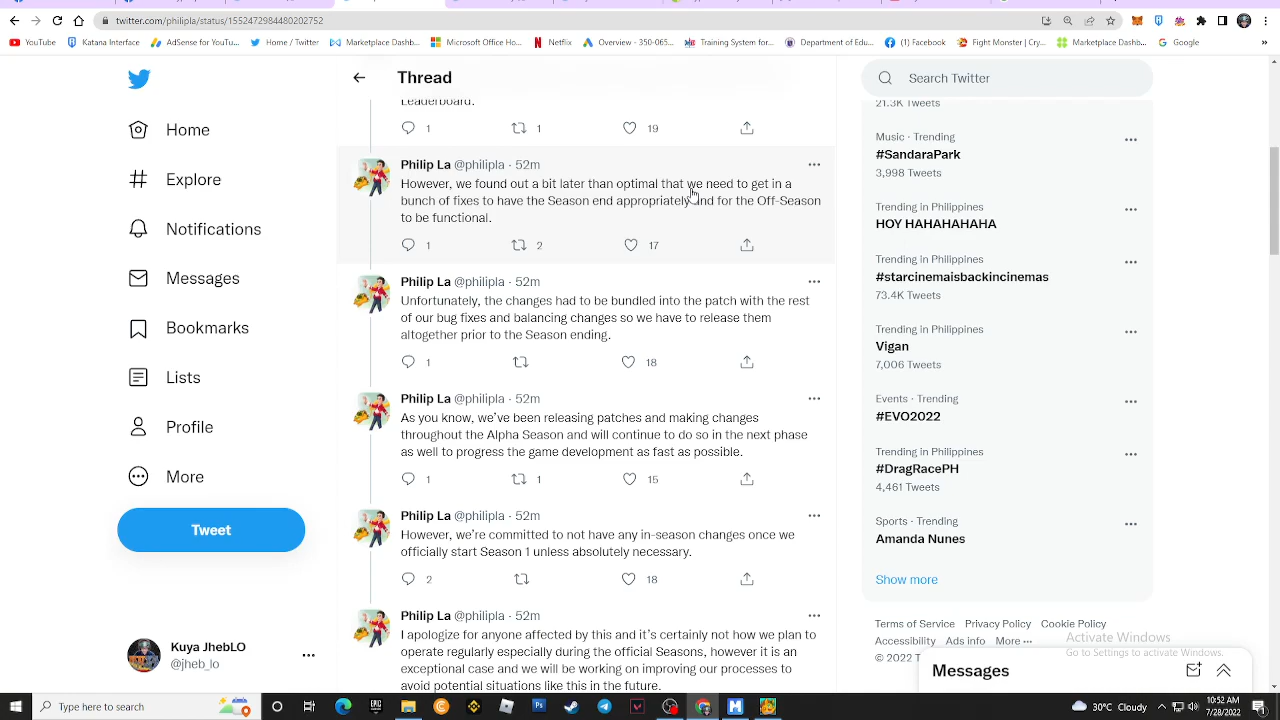 twitter.com/philipla/status/1552472984480202752
YouTube
Katana Interface
AdSense for YouTu...
Home / Twitter
Marketplace Dashb...
Microsoft Office Ho...
Netflix
Overview - 350-065...
Training System for...
Department of Edu...
(1) Facebook
Fight Monster | Cry...
Marketplace Dash...
Google
»
Thread
Search Twitter
Home
Explore
Notifications
Messages
Bookmarks
Lists
Profile
More
Tweet
Kuya JhebLO
@jheb_lo
Leaderboard.
1 1 19
Philip La @philipla · 52m
However, we found out a bit later than optimal that we need to get in a
bunch of fixes to have the Season end appropriately and for the Off-Season
to be functional.
1 2 17
Philip La @philipla · 52m
Unfortunately, the changes had to be bundled into the patch with the rest
of our bug fixes and balancing changes so we have to release them
altogether prior to the Season ending.
1 18
Philip La @philipla · 52m
As you know, we've been releasing patches and making changes
throughout the Alpha Season and will continue to do so in the next phase
as well to progress the game development as fast as possible.
1 1 15
Philip La @philipla · 52m
However, we're committed to not have any in-season changes once we
officially start Season 1 unless absolutely necessary.
2 18
Philip La @philipla · 52m
I apologize for anyone affected by this and it's certainly not how we plan to
operate regularly especially during the official Seasons, however it is an
exceptional case and we will be working on improving our processes to
avoid potential situations like this in the future.
21.3K Tweets
Music · Trending
#SandaraPark
3,998 Tweets
Trending in Philippines
HOY HAHAHAHAHA
Trending in Philippines
#starcinemaisbackincinemas
73.4K Tweets
Trending in Philippines
Vigan
7,006 Tweets
Events · Trending
#EVO2022
Trending in Philippines
#DragRacePH
4,461 Tweets
Sports · Trending
Amanda Nunes
Show more
Terms of Service Privacy Policy Cookie Policy
Accessibility Ads info More ···
© 2022 T
Activate Windows
Go to Settings to activate Windows.
Messages
Type here to search
30°C Cloudy
10:52 AM
7/28/2022